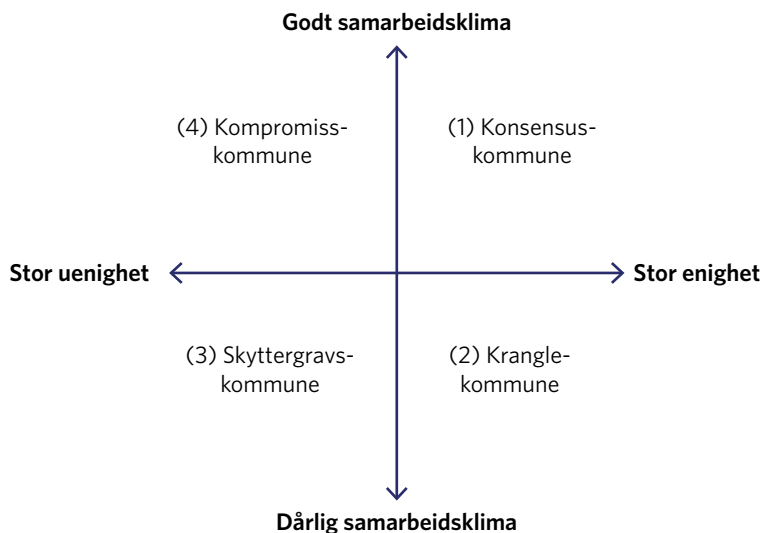 Godt samarbeidsklima
(4) Kompromiss-
kommune
(1) Konsensus-
kommune
Stor uenighet
Stor enighet
(3) Skyttergravs-
kommune
(2) Krangle-
kommune
Dårlig samarbeidsklima